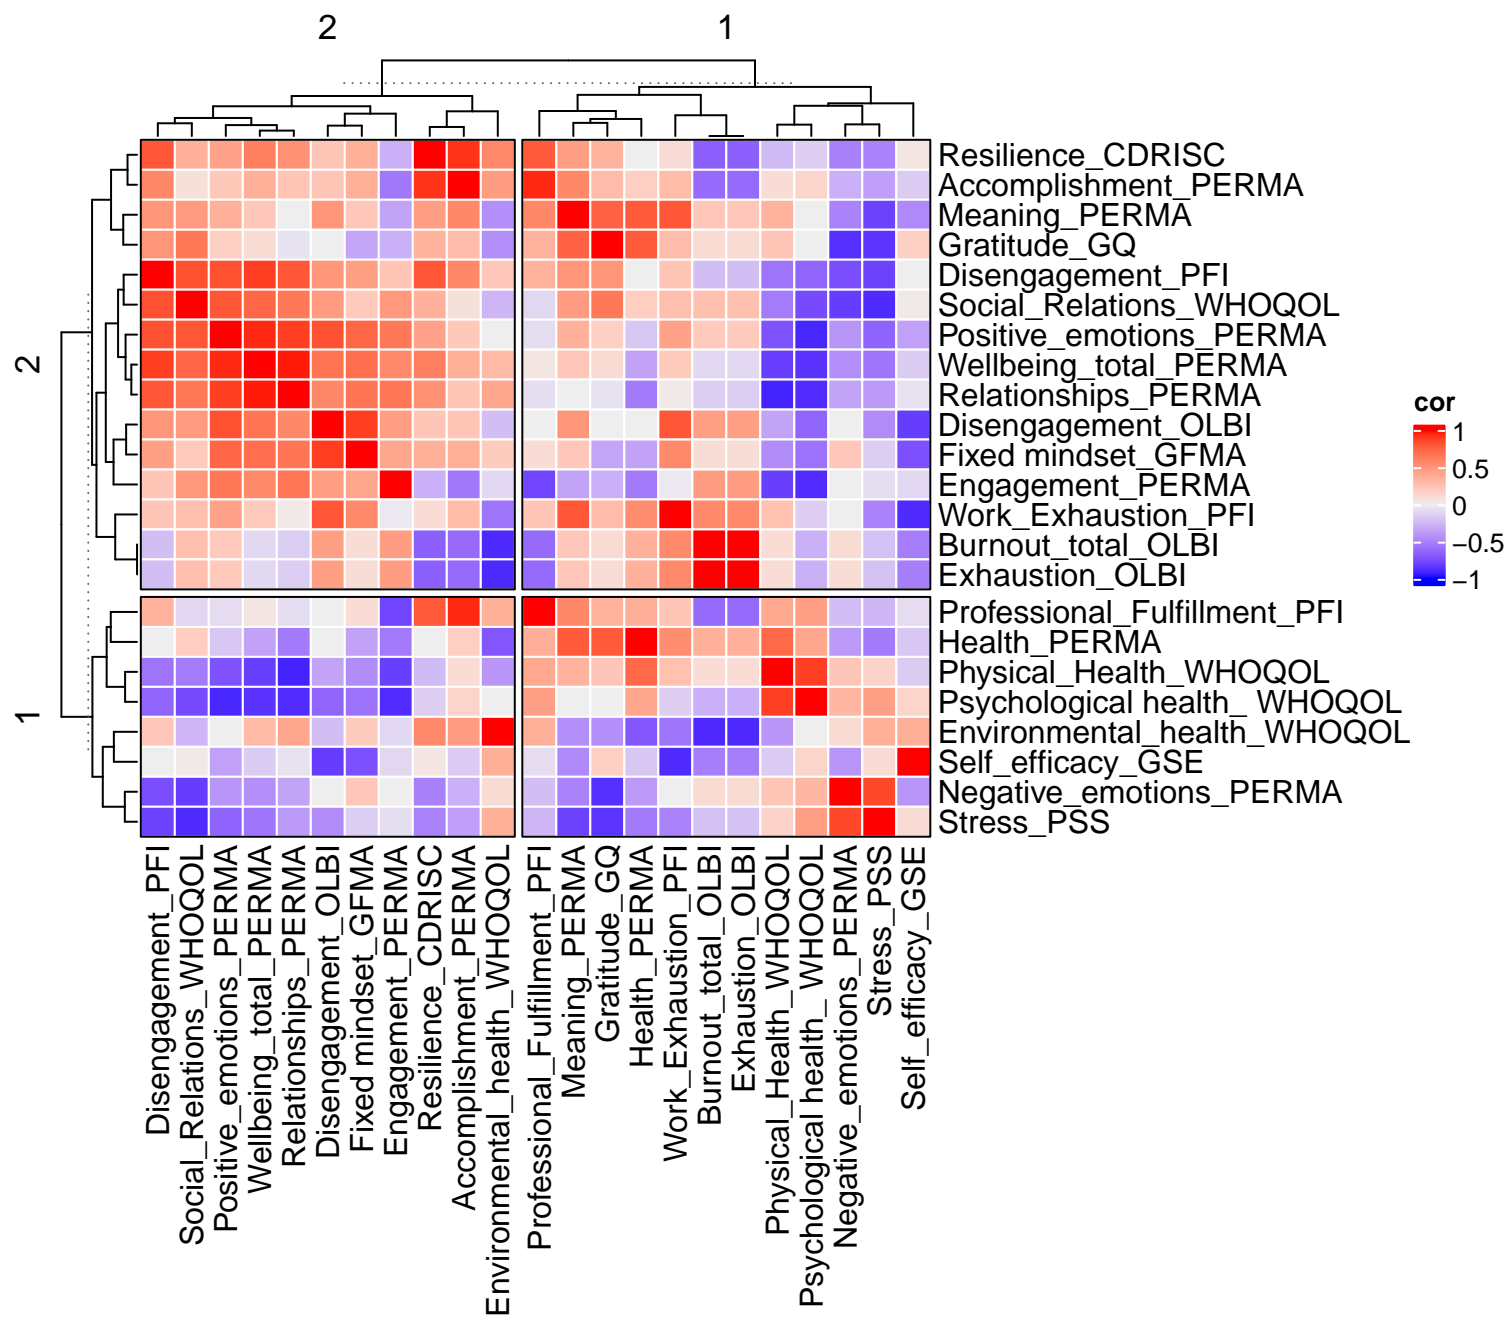 2
1
Resilience_CDRISC
Accomplishment_PERMA
Meaning_PERMA
Gratitude_GQ
Disengagement_PFI
Social_Relations_WHOQOL
Positive_emotions_PERMA
Wellbeing_total_PERMA
Relationships_PERMA
Disengagement_OLBI
Fixed mindset_GFMA
Engagement_PERMA
Work_Exhaustion_PFI
Burnout_total_OLBI
Exhaustion_OLBI
Professional_Fulfillment_PFI
Health_PERMA
Physical_Health_WHOQOL
Psychological health_ WHOQOL
Environmental_health_WHOQOL
Self_efficacy_GSE
Negative_emotions_PERMA
Stress_PSS
2
1
cor
1
0.5
0
−0.5
−1
Disengagement_PFI
Social_Relations_WHOQOL
Positive_emotions_PERMA
Wellbeing_total_PERMA
Relationships_PERMA
Disengagement_OLBI
Fixed mindset_GFMA
Engagement_PERMA
Resilience_CDRISC
Accomplishment_PERMA
Environmental_health_WHOQOL
Professional_Fulfillment_PFI
Meaning_PERMA
Gratitude_GQ
Health_PERMA
Work_Exhaustion_PFI
Burnout_total_OLBI
Exhaustion_OLBI
Physical_Health_WHOQOL
Psychological health_ WHOQOL
Negative_emotions_PERMA
Stress_PSS
Self_efficacy_GSE